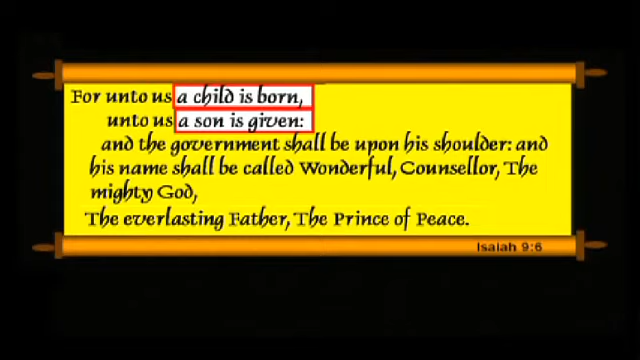 For unto us a child is born,
unto us a son is given:
and the government shall be upon his shoulder: and
his name shall be called Wonderful, Counsellor, The
mighty God,
The everlasting Father, The Prince of Peace.
Isaiah 9:6